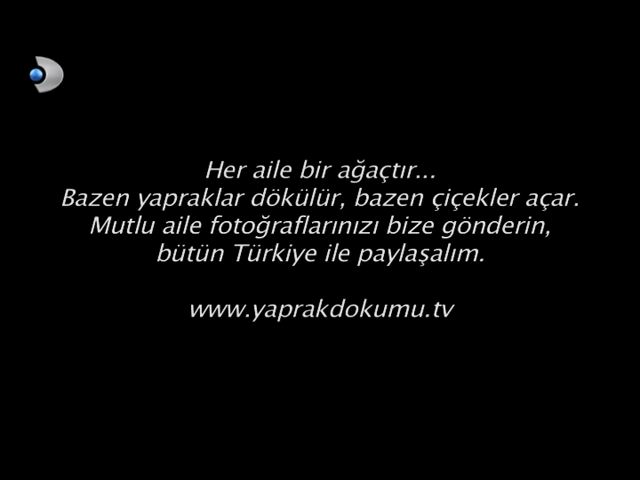 Her aile bir ağaçtır...
Bazen yapraklar dökülür, bazen çiçekler açar.
Mutlu aile fotoğraflarınızı bize gönderin,
bütün Türkiye ile paylaşalım.
www.yaprakdokumu.tv